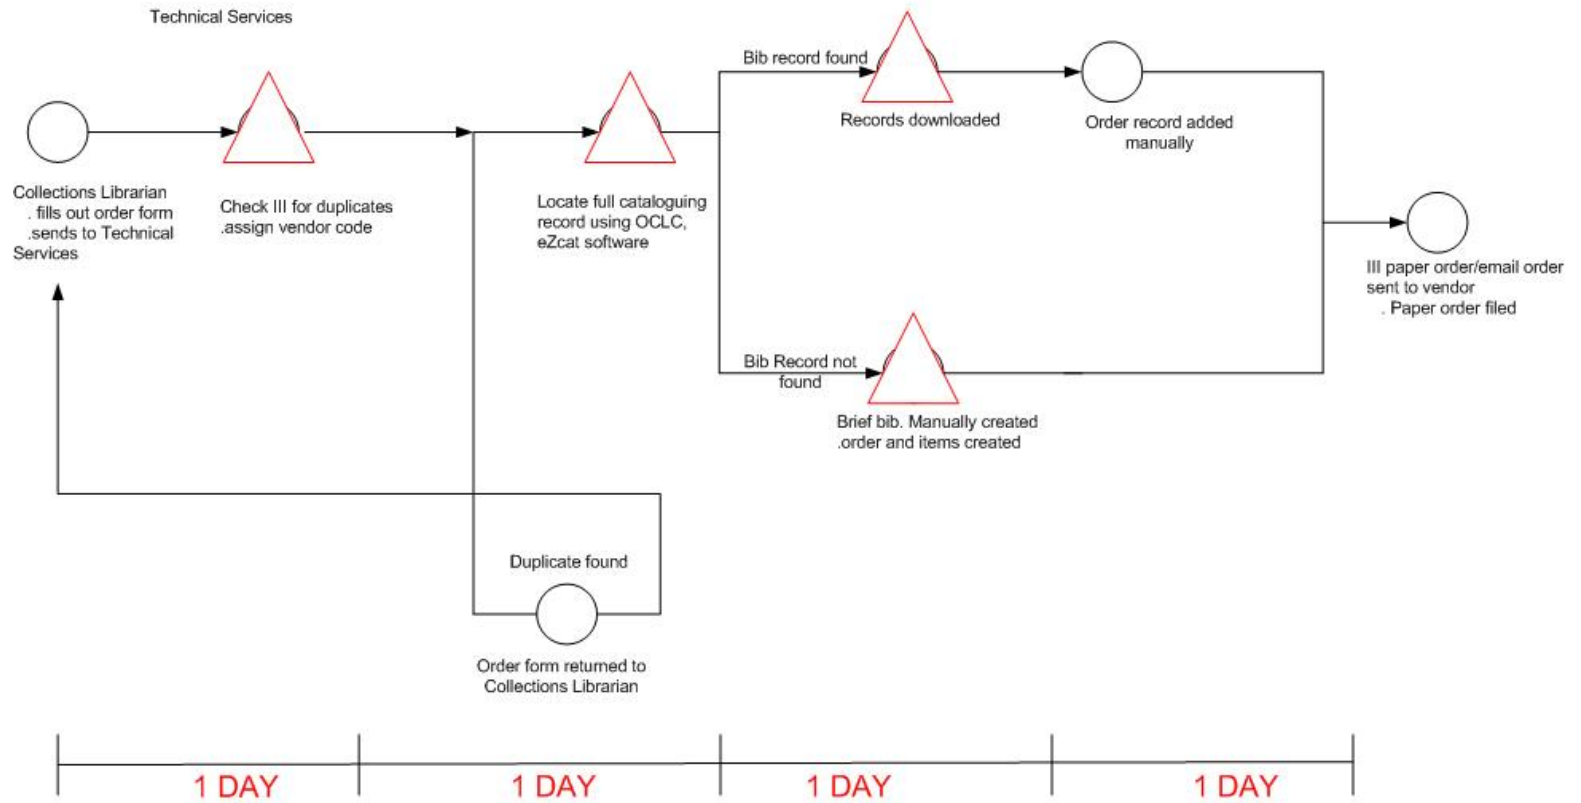 Technical Services
Bib record found
Records downloaded
Order record added
manually
Collections Librarian
. fills out order form
.sends to Technical
Services
Check III for duplicates
.assign vendor code
Locate full cataloguing
record using OCLC,
eZcat software
III paper order/email order
sent to vendor
. Paper order filed
Bib Record not
found
Brief bib. Manually created
.order and items created
Duplicate found
Order form returned to
Collections Librarian
1 DAY
1 DAY
1 DAY
1 DAY